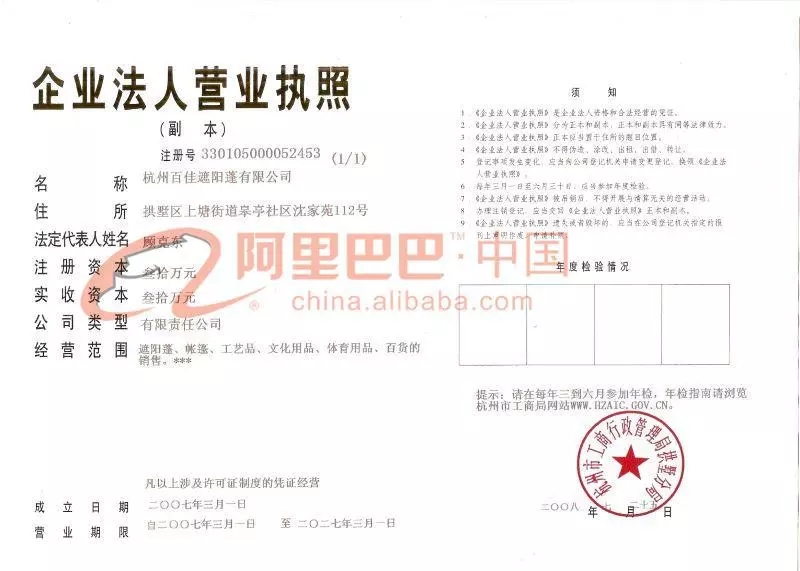 企业法人营业执照
（副 本）
注册号 330105000052453 (1/1)
名 称 杭州百佳遮阳蓬有限公司
住 所 拱墅区上塘街道皋亭社区沈家苑112号
法定代表人姓名 顾克东
注 册 资 本 叁拾万元
实 收 资 本 叁拾万元
公 司 类 型 有限责任公司
经 营 范 围 遮阳蓬、帐篷、工艺品、文化用品、体育用品、百货的
销售。***
凡以上涉及许可证制度的凭证经营
成 立 日 期 二〇〇七年三月一日
营 业 期 限 自二〇〇七年三月一日 至 二〇二七年三月一日
阿里巴巴™·中国
china.alibaba.com
须 知
1 《企业法人营业执照》是企业法人资格和合法经营的凭证。
2 《企业法人营业执照》分为正本和副本，正本和副本具有同等法律效力。
3 《企业法人营业执照》正本应当置于住所的醒目位置。
4 《企业法人营业执照》不得伪造、涂改、出租、出借、转让。
5 登记事项发生变化，应当向公司登记机关申请变更登记，换领《企业法
人营业执照》。
6 每年三月一日至六月三十日，应当参加年度检验。
7 《企业法人营业执照》被吊销后，不得开展与清算无关的经营活动。
8 办理注销登记，应当交回《企业法人营业执照》正本和副本。
9 《企业法人营业执照》遗失或者毁坏的，应当在公司登记机关指定的报
刊上声明作废，申请补领。
年度检验情况
提示：请在每年三到六月参加年检，年检指南请浏览
杭州市工商局网站WWW.HZAIC.GOV.CN。
杭州市工商行政管理局拱墅分局
二〇〇八 年 七 月 二十五 日